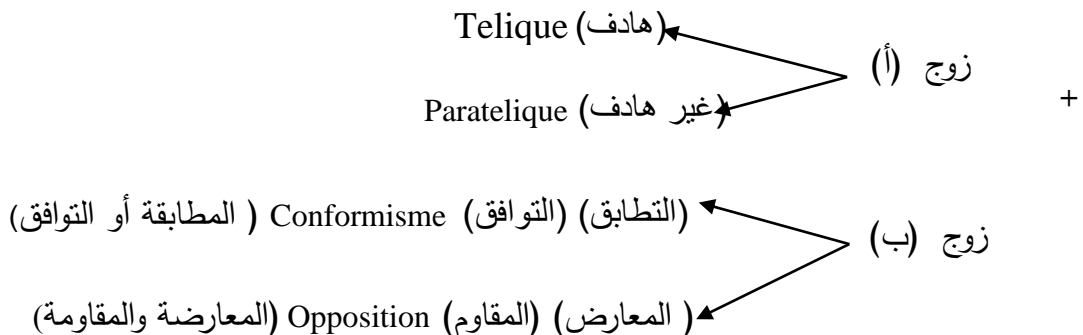 (هادف) Telique
زوج (أ)
(غير هادف) Paratelique
+
(التطابق) (التوافق) Conformisme ( المطابقة أو التوافق)
زوج (ب)
( المعارض) (المقاوم) Opposition (المعارضة والمقاومة)